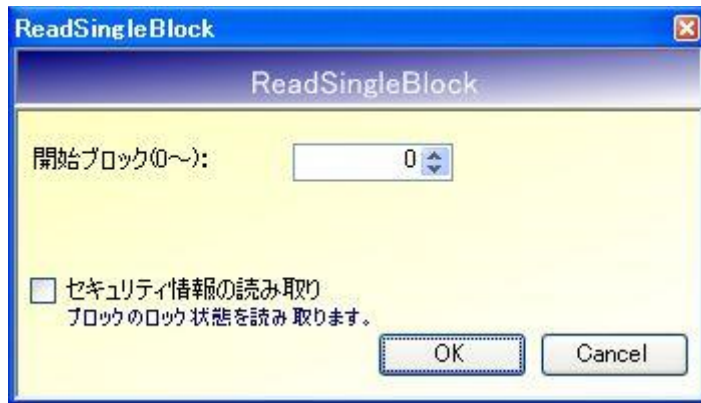 ReadSingleBlock
ReadSingleBlock
開始ブロック(0～):
0
セキュリティ情報の読み取り
ブロックのロック状態を読み取ります。
OK Cancel